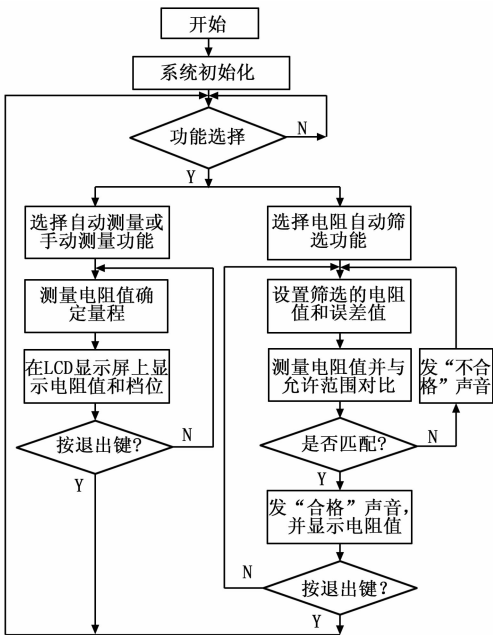 开始
系统初始化
功能选择
N
Y
选择自动测量或
手动测量功能
测量电阻值确
定量程
在LCD显示屏上显
示电阻值和档位
按退出键?
N
Y
选择电阻自动筛
选功能
设置筛选的电阻
值和误差值
测量电阻值并与
允许范围对比
发“不合
格”声音
是否匹配?
N
Y
发“合格”声音,
并显示电阻值
N
按退出键?
Y